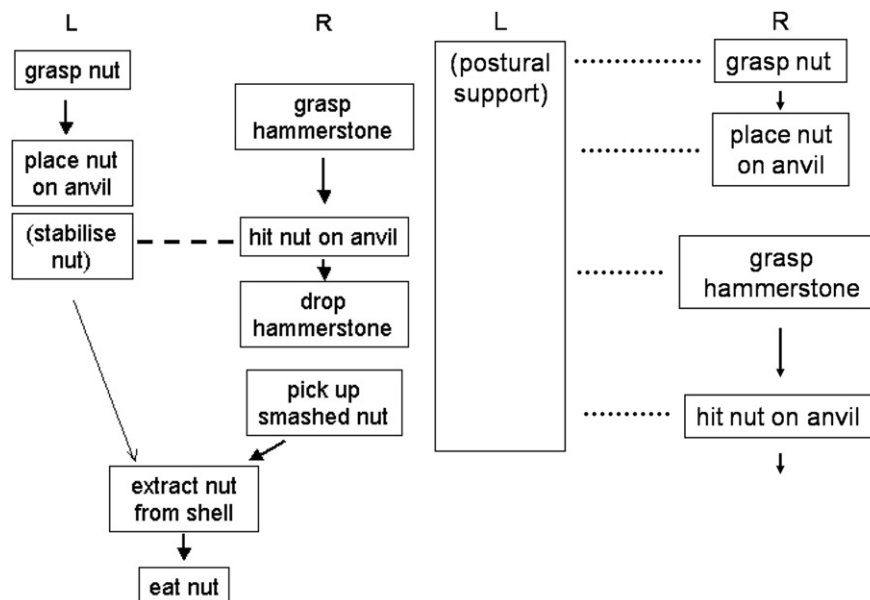 L
R
L
R
grasp nut
place nut
on anvil
(stabilise
nut)
grasp
hammerstone
hit nut on anvil
drop
hammerstone
pick up
smashed nut
extract nut
from shell
eat nut
(postural
support)
grasp nut
place nut
on anvil
grasp
hammerstone
hit nut on anvil